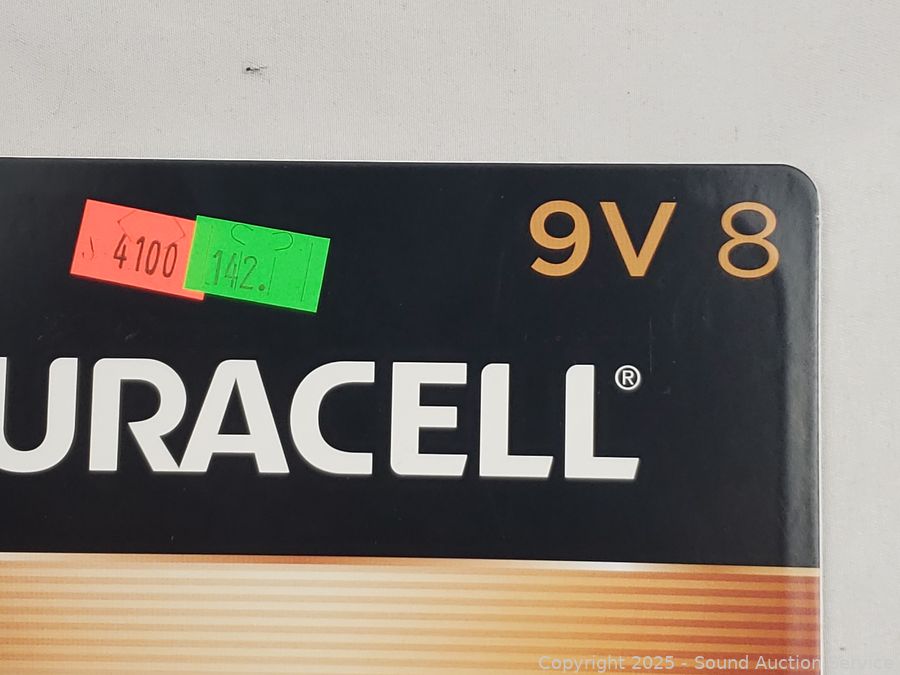 9V 8
4100
142.
URACELL®
Copyright 2025 - Sound Auction Service